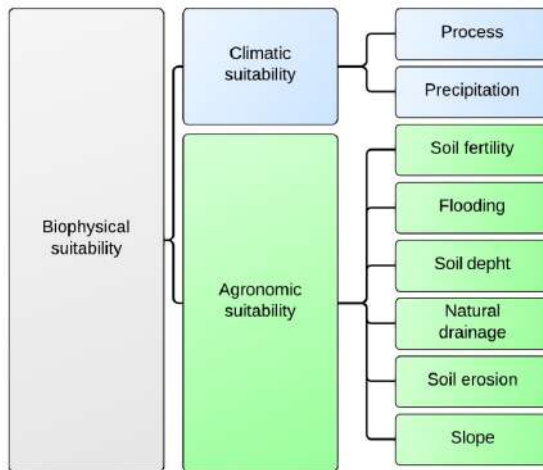 Biophysical
suitability
Climatic
suitability
Process
Precipitation
Agronomic
suitability
Soil fertility
Flooding
Soil depht
Natural
drainage
Soil erosion
Slope